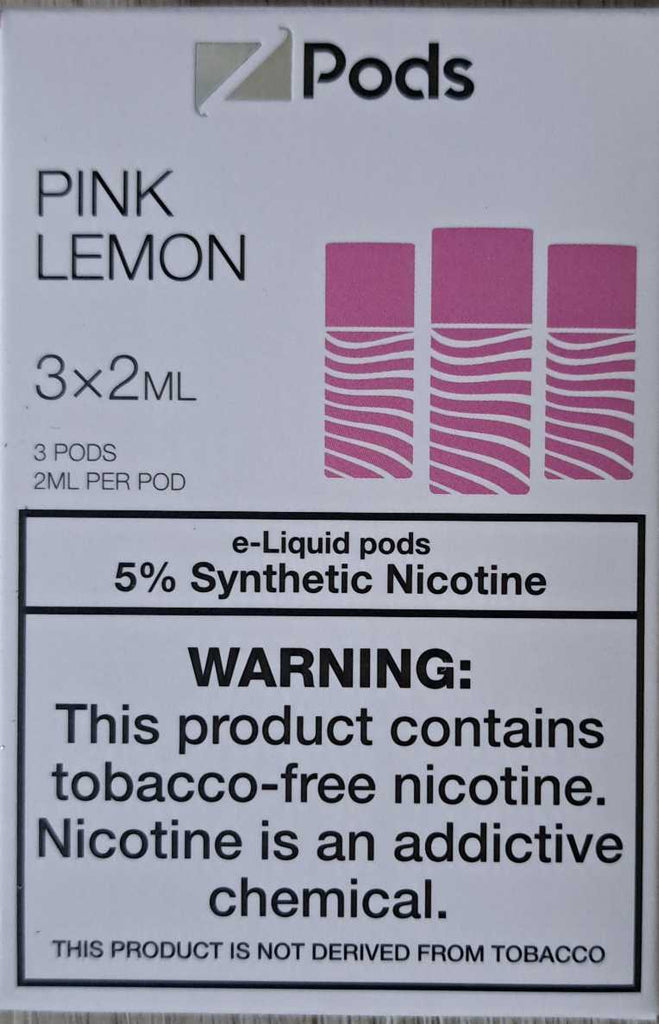 Z Pods
PINK
LEMON
3×2ML
3 PODS
2ML PER POD
e-Liquid pods
5% Synthetic Nicotine
WARNING:
This product contains
tobacco-free nicotine.
Nicotine is an addictive
chemical.
THIS PRODUCT IS NOT DERIVED FROM TOBACCO